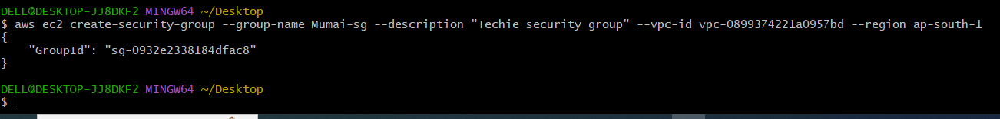 DELL@DESKTOP-JJ8DKF2 MINGW64 ~/Desktop
$ aws ec2 create-security-group --group-name Mumai-sg --description "Techie security group" --vpc-id vpc-0899374221a0957bd --region ap-south-1
{
    "GroupId": "sg-0932e2338184dfac8"
}
DELL@DESKTOP-JJ8DKF2 MINGW64 ~/Desktop
$